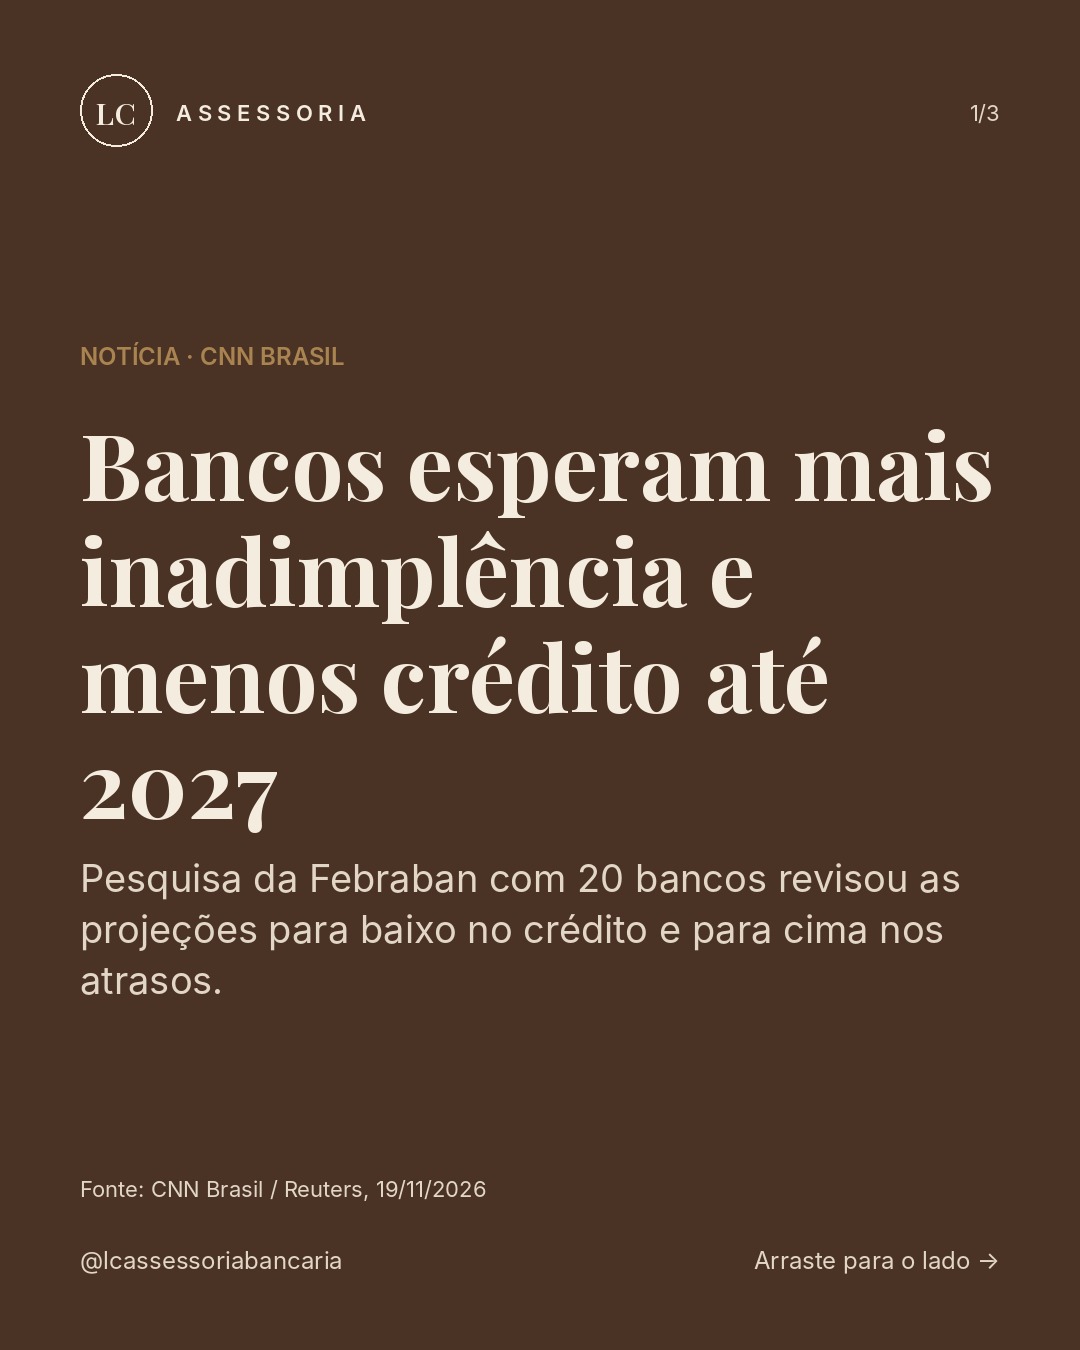 LC ASSESSORIA
1/3
NOTÍCIA · CNN BRASIL
Bancos esperam mais
inadimplência e
menos crédito até
2027
Pesquisa da Febraban com 20 bancos revisou as
projeções para baixo no crédito e para cima nos
atrasos.
Fonte: CNN Brasil / Reuters, 19/11/2026
@lcassessoriabancaria
Arraste para o lado →